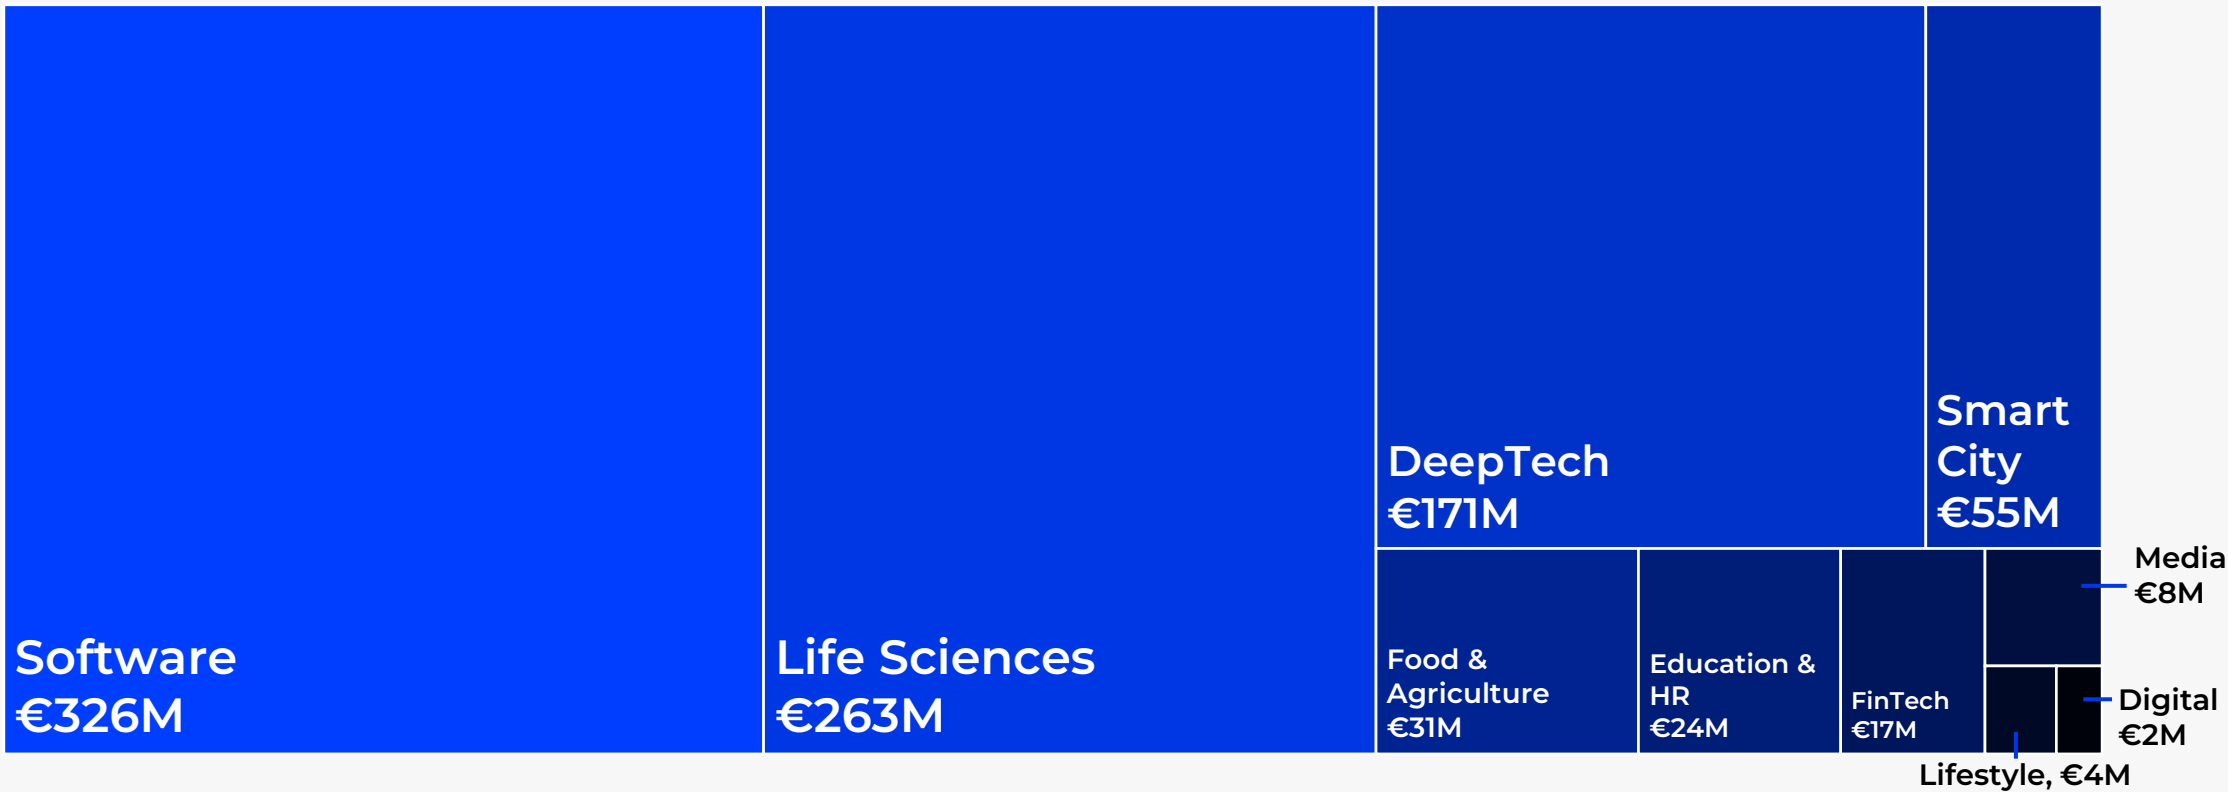 Software
€326M
Life Sciences
€263M
DeepTech
€171M
Smart
City
€55M
Food &
Agriculture
€31M
Education &
HR
€24M
FinTech
€17M
Media
€8M
Digital
€2M
Lifestyle, €4M